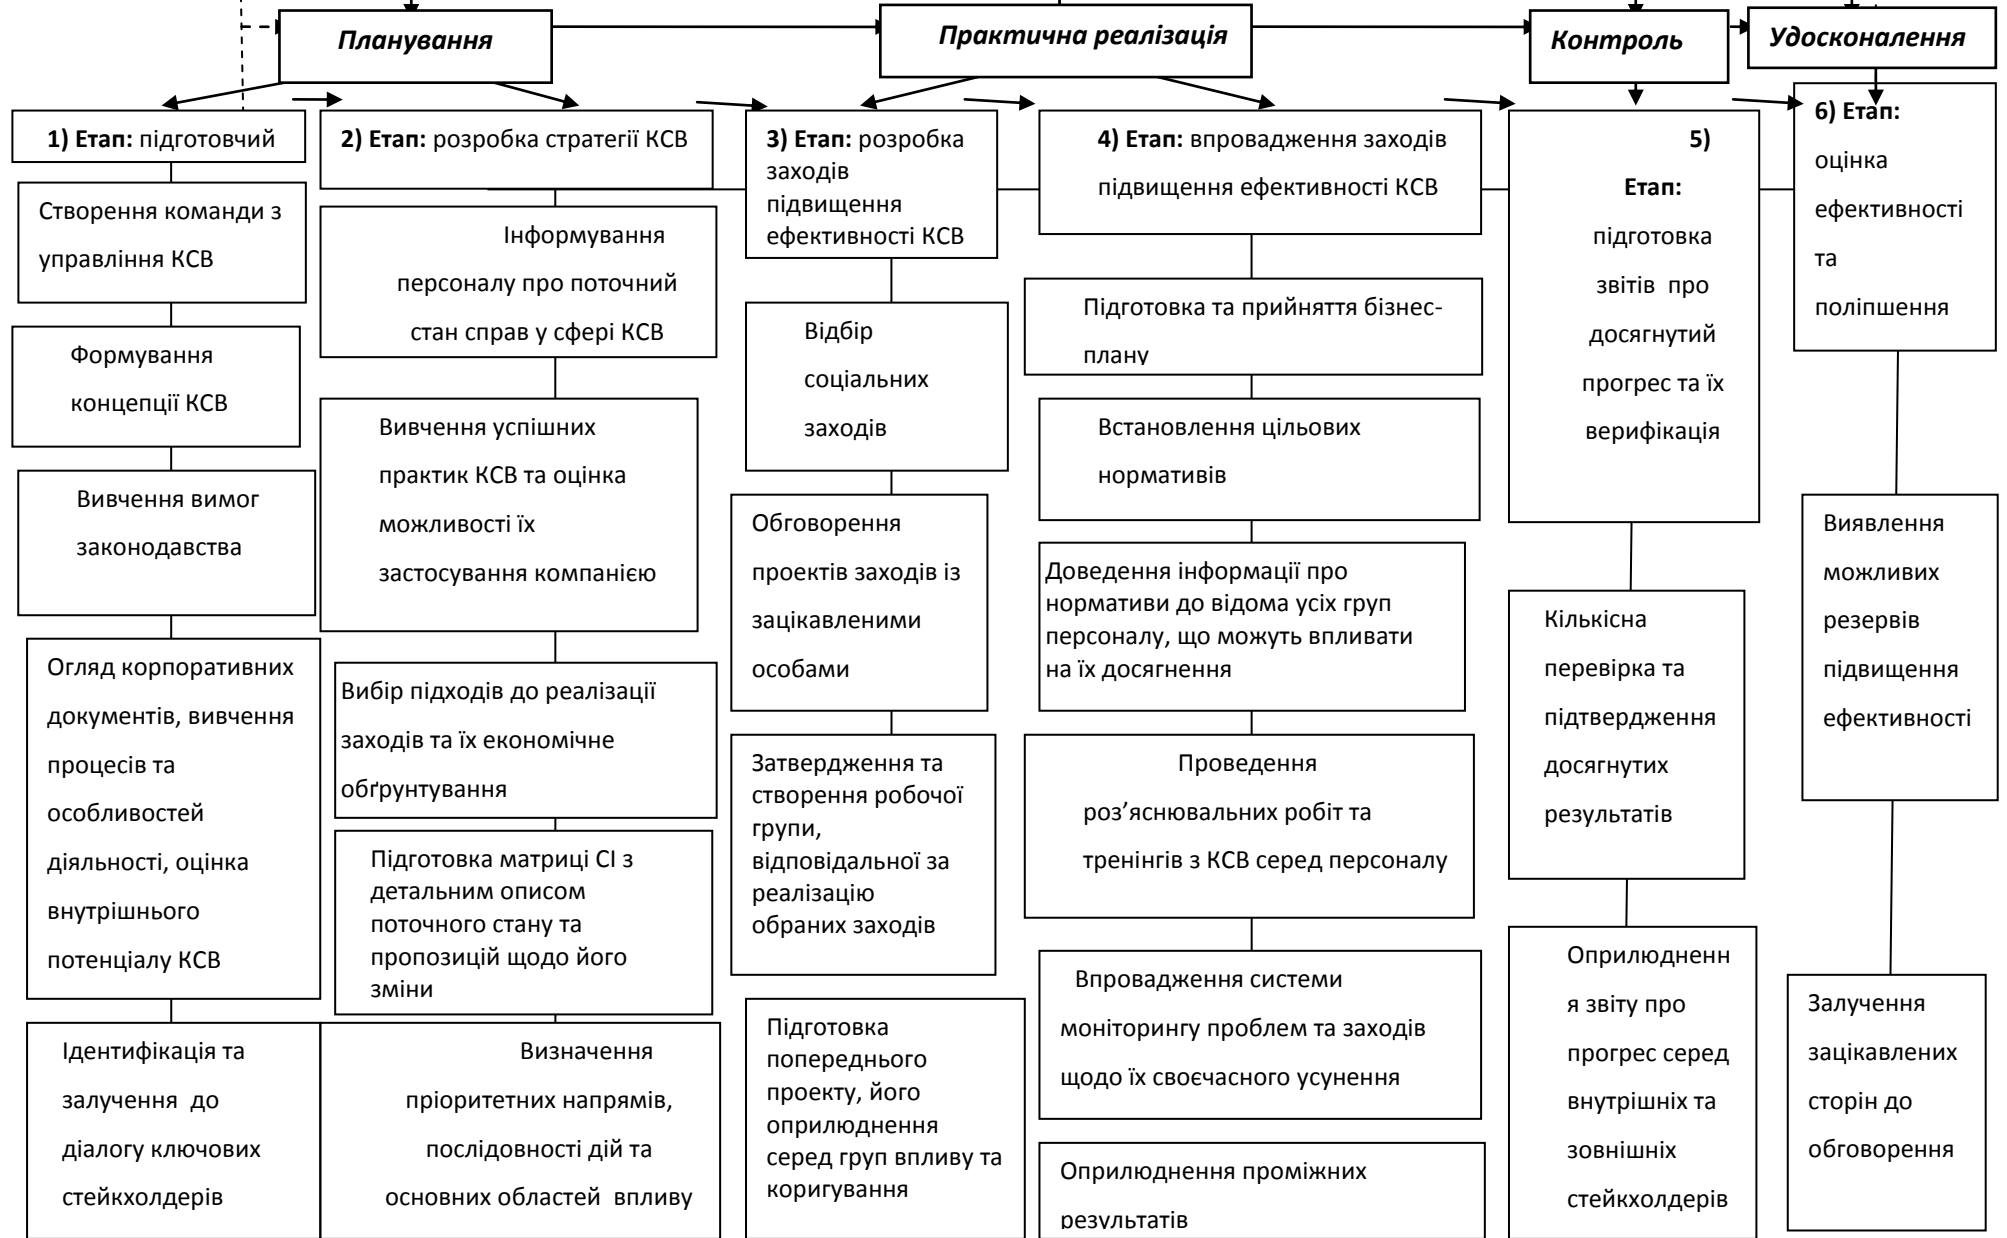 Планування
Практична реалізація
Контроль
Удосконалення
1) Етап: підготовчий
Створення команди з
управління КСВ
Формування
концепції КСВ
Вивчення вимог
законодавства
Огляд корпоративних
документів, вивчення
процесів та
особливостей
діяльності, оцінка
внутрішнього
потенціалу КСВ
Ідентифікація та
залучення до
діалогу ключових
стейкхолдерів
2) Етап: розробка стратегії КСВ
Інформування
персоналу про поточний
стан справ у сфері КСВ
Вивчення успішних
практик КСВ та оцінка
можливості їх
застосування компанією
Вибір підходів до реалізації
заходів та їх економічне
обґрунтування
Підготовка матриці СІ з
детальним описом
поточного стану та
пропозицій щодо його
зміни
Визначення
пріоритетних напрямів,
послідовності дій та
основних областей впливу
3) Етап: розробка
заходів
підвищення
ефективності КСВ
Відбір
соціальних
заходів
Обговорення
проектів заходів із
зацікавленими
особами
Затвердження та
створення робочої
групи,
відповідальної за
реалізацію
обраних заходів
Підготовка
попереднього
проекту, його
оприлюднення
серед груп впливу та
коригування
4) Етап: впровадження заходів
підвищення ефективності КСВ
Підготовка та прийняття бізнес-
плану
Встановлення цільових
нормативів
Доведення інформації про
нормативи до відома усіх груп
персоналу, що можуть впливати
на їх досягнення
Проведення
роз’яснювальних робіт та
тренінгів з КСВ серед персоналу
Впровадження системи
моніторингу проблем та заходів
щодо їх своєчасного усунення
Оприлюднення проміжних
результатів
5)
Етап:
підготовка
звітів про
досягнутий
прогрес та їх
верифікація
Кількісна
перевірка та
підтвердження
досягнутих
результатів
Оприлюдненн
я звіту про
прогрес серед
внутрішніх та
зовнішніх
стейкхолдерів
6) Етап:
оцінка
ефективності
та
поліпшення
Виявлення
можливих
резервів
підвищення
ефективності
Залучення
зацікавлених
сторін до
обговорення